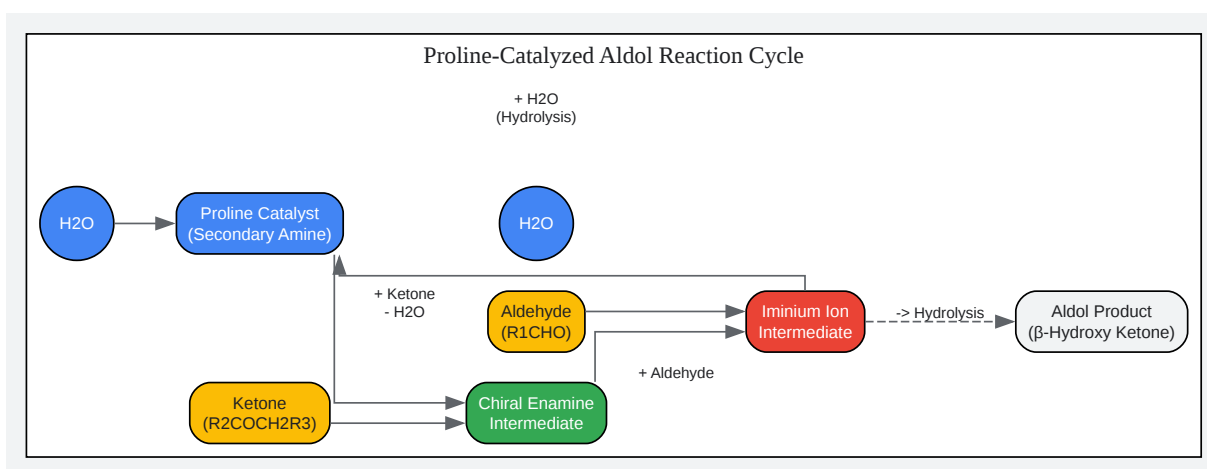 Proline-Catalyzed Aldol Reaction Cycle
+ H2O
(Hydrolysis)
H2O
Proline Catalyst
(Secondary Amine)
H2O
+ Ketone
- H2O
Aldehyde
(R1CHO)
Iminium Ion
Intermediate
-> Hydrolysis
Aldol Product
(β-Hydroxy Ketone)
+ Aldehyde
Ketone
(R2COCH2R3)
Chiral Enamine
Intermediate